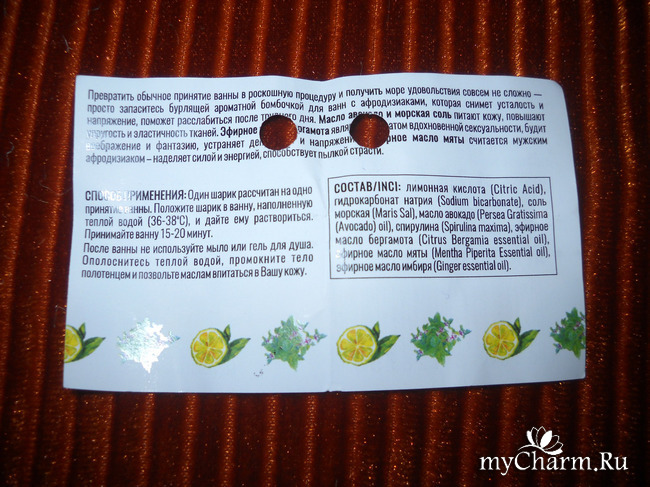 Превратить обычное принятие ванны в роскошную процедуру и получить море удовольствия совсем не сложно —
просто запаситесь бурлящей ароматной бомбочкой для ванн с афродизиаками, которая снимет усталость и
напряжение, поможет расслабиться после трудного дня. Масло авокадо и морская соль питают кожу, повышают
упругость и эластичность тканей. Эфирное бергамота являе атом вдохновенной сексуальности, будит
воображение и фантазию, устраняет де и напряжен ирное масло мяты считается мужским
афродизиаком – наделяет силой и энергией, способствует пылкой страсти.
СПОСОБ ПРИМЕНЕНИЯ: Один шарик рассчитан на одно
принятие ванны. Положите шарик в ванну, наполненную
теплой водой (36-38°С), и дайте ему раствориться.
Принимайте ванну 15-20 минут.
После ванны не используйте мыло или гель для душа.
Ополоснитесь теплой водой, промокните тело
полотенцем и позвольте маслам впитаться в Вашу кожу.
СОСТАВ/INCI: лимонная кислота (Citric Acid),
гидрокарбонат натрия (Sodium bicarbonate), соль
морская (Maris Sal), масло авокадо (Persea Gratissima
(Avocado) oil), спирулина (Spirulina maxima), эфирное
масло бергамота (Citrus Bergamia essential oil),
эфирное масло мяты (Mentha Piperita Essential oil),
эфирное масло имбиря (Ginger essential oil).
myCharm.Ru